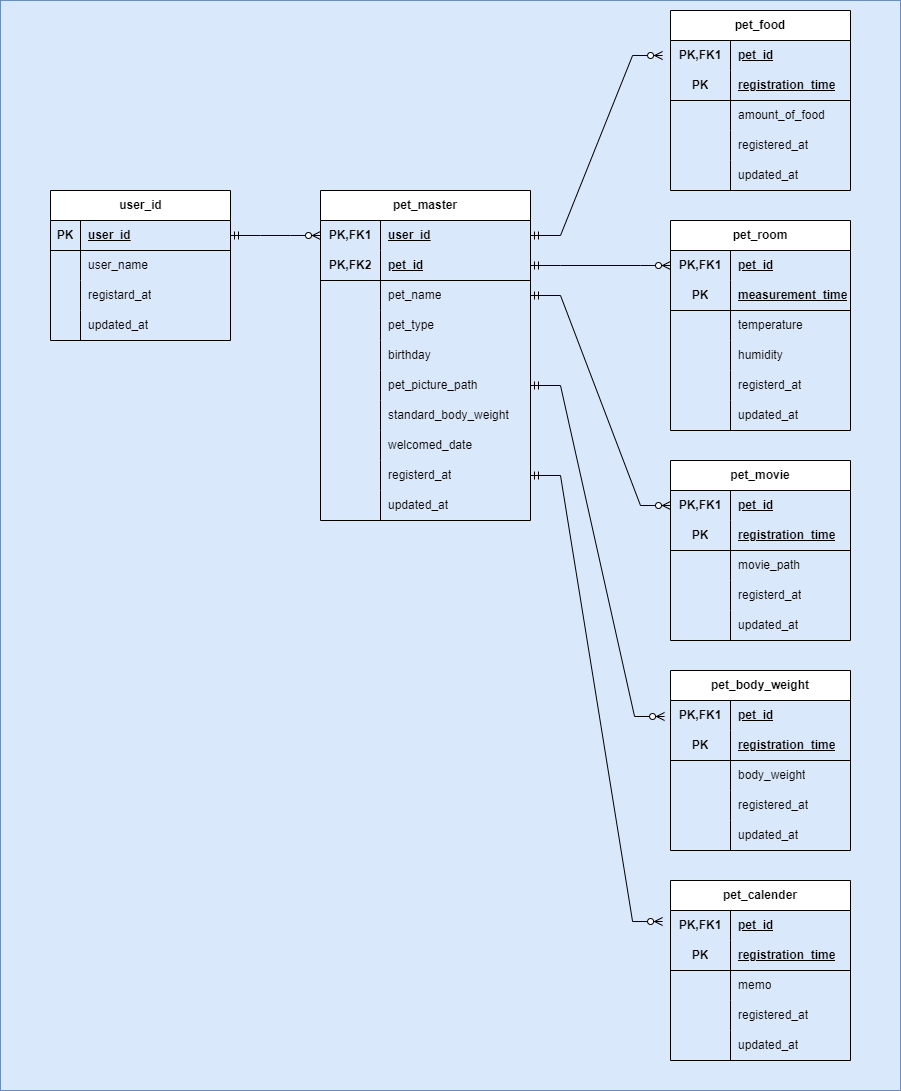 user_id
PK user_id
user_name
registard_at
updated_at
pet_master
PK,FK1 user_id
PK,FK2 pet_id
pet_name
pet_type
birthday
pet_picture_path
standard_body_weight
welcomed_date
registerd_at
updated_at
pet_food
PK,FK1 pet_id
PK registration_time
amount_of_food
registered_at
updated_at
pet_room
PK,FK1 pet_id
PK measurement_time
temperature
humidity
registerd_at
updated_at
pet_movie
PK,FK1 pet_id
PK registration_time
movie_path
registerd_at
updated_at
pet_body_weight
PK,FK1 pet_id
PK registration_time
body_weight
registered_at
updated_at
pet_calender
PK,FK1 pet_id
PK registration_time
memo
registered_at
updated_at